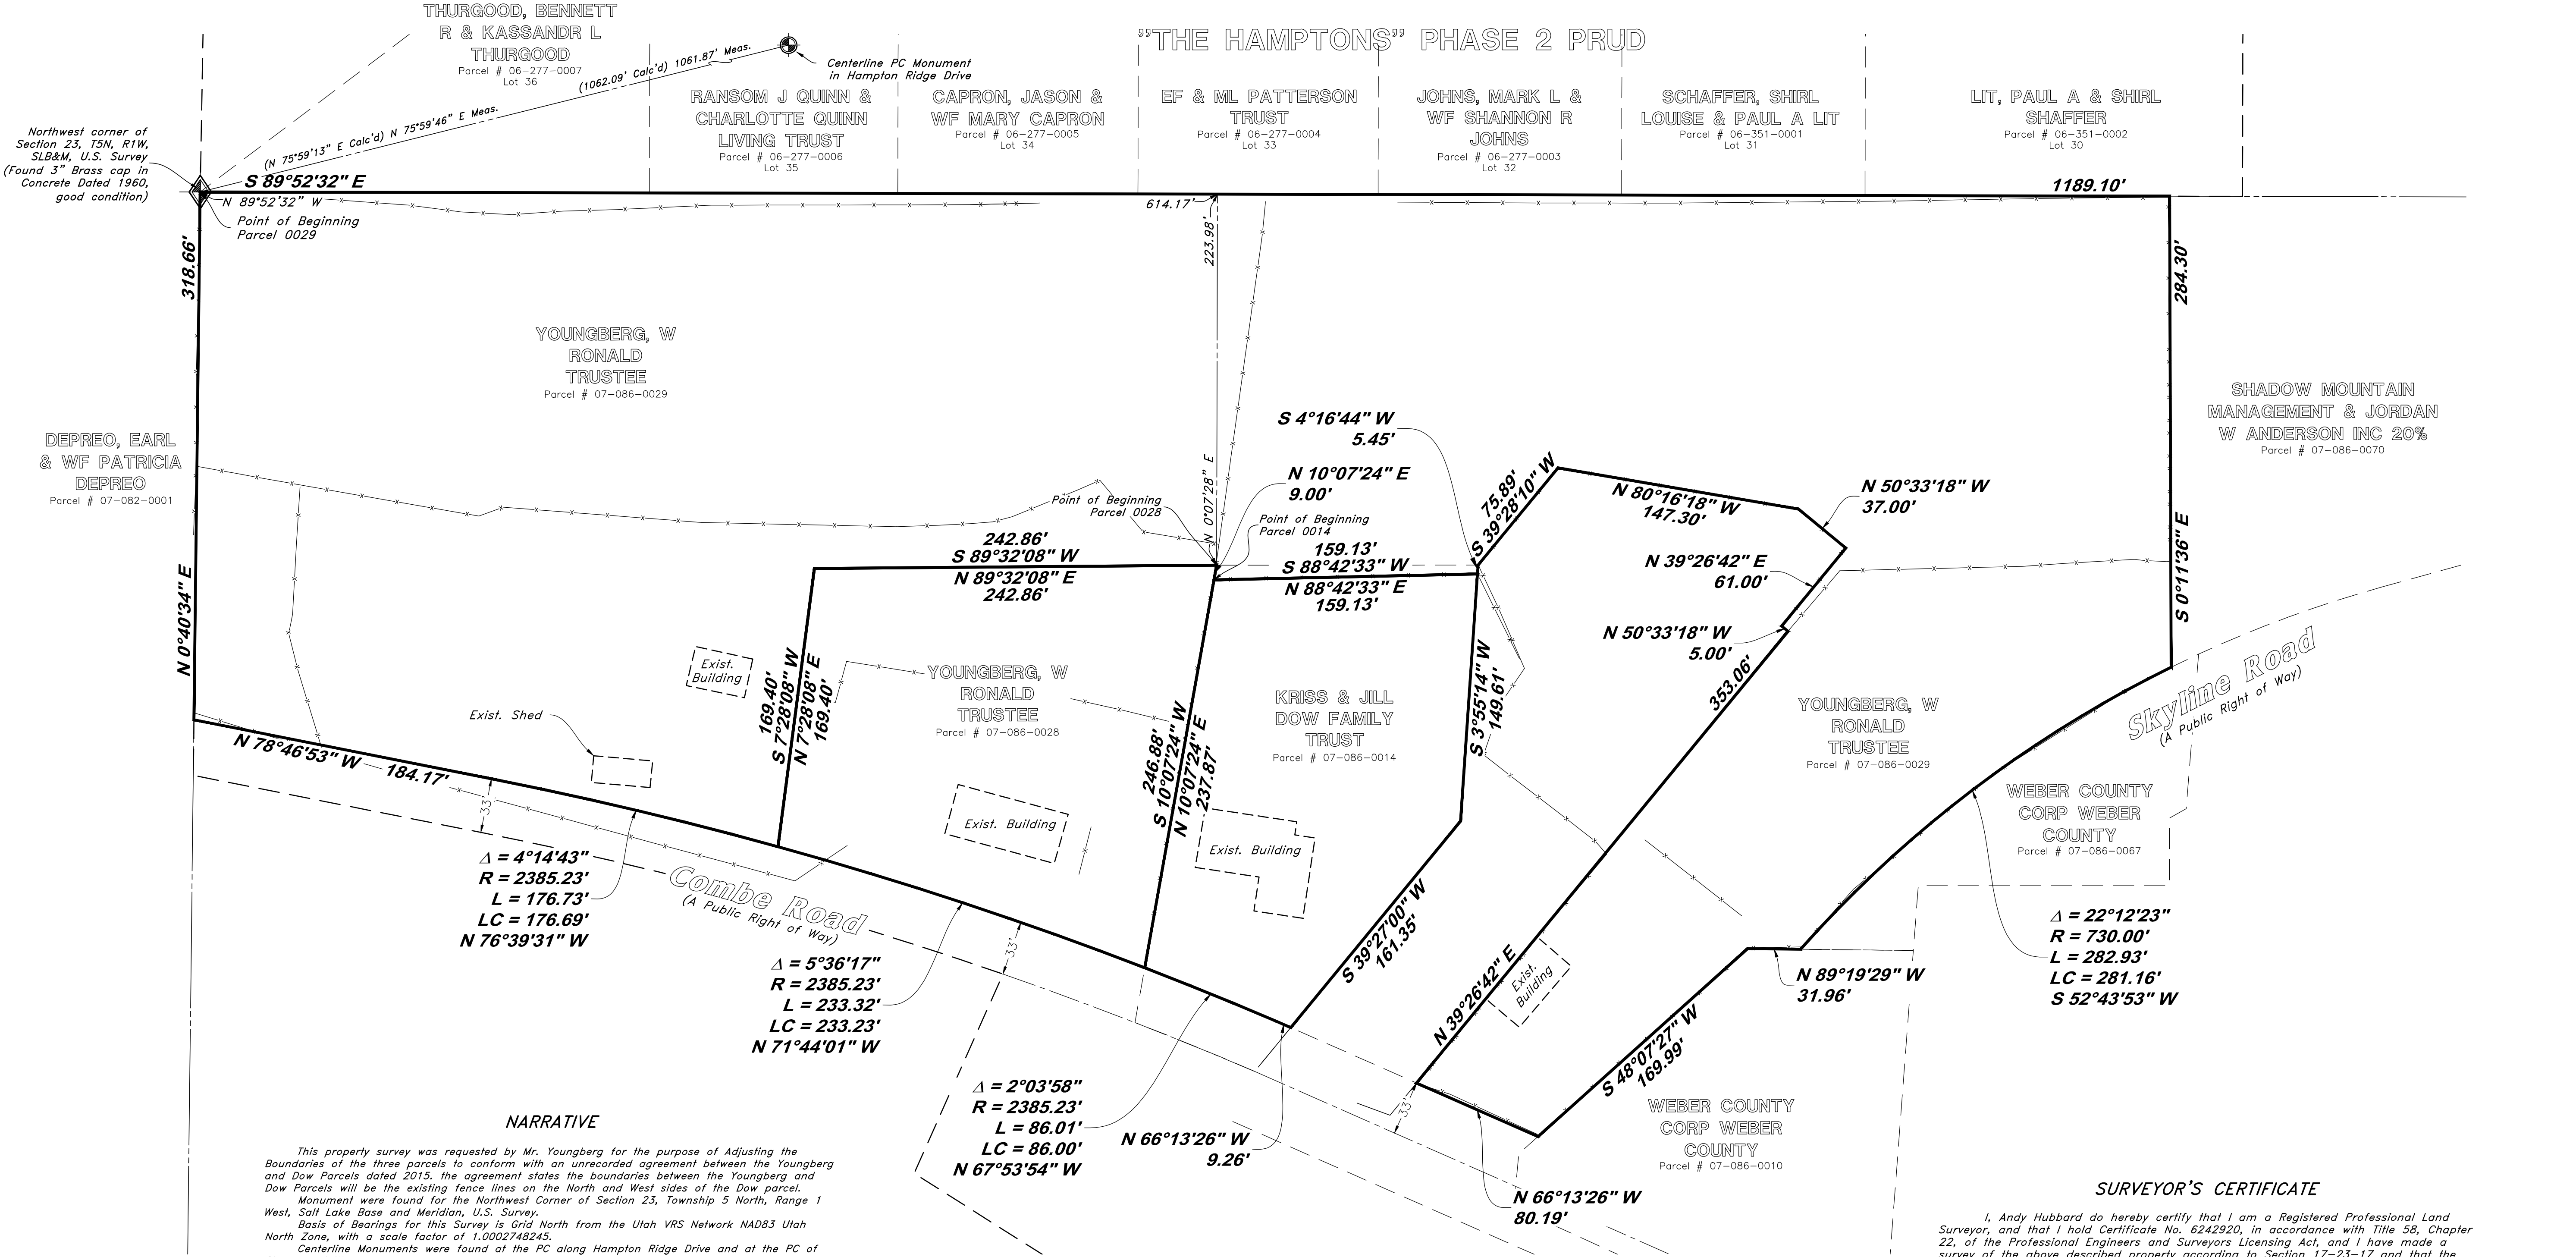 THURGOOD, BENNETT
R & KASSANDR L
THURGOOD
Parcel # 06-277-0007
Lot 36
"THE HAMPTONS" PHASE 2 PRUD
Centerline PC Monument
in Hampton Ridge Drive
(1062.09' Calc'd) 1061.87' Meas.
(N 75°59'13" E Calc'd) N 75°59'46" E Meas.
RANSOM J QUINN &
CHARLOTTE QUINN
LIVING TRUST
Parcel # 06-277-0006
Lot 35
CAPRON, JASON &
WF MARY CAPRON
Parcel # 06-277-0005
Lot 34
EF & ML PATTERSON
TRUST
Parcel # 06-277-0004
Lot 33
JOHNS, MARK L &
WF SHANNON R
JOHNS
Parcel # 06-277-0003
Lot 32
SCHAFFER, SHIRL
LOUISE & PAUL A LIT
Parcel # 06-351-0001
Lot 31
LIT, PAUL A & SHIRL
SHAFFER
Parcel # 06-351-0002
Lot 30
Northwest corner of
Section 23, T5N, R1W,
SLB&M, U.S. Survey
(Found 3" Brass cap in
Concrete Dated 1960,
good condition)
S 89°52'32" E
1189.10'
N 89°52'32" W
614.17'
Point of Beginning
Parcel 0029
318.66'
223.98'
284.30'
YOUNGBERG, W
RONALD
TRUSTEE
Parcel # 07-086-0029
DEPREO, EARL
& WF PATRICIA
DEPREO
Parcel # 07-082-0001
SHADOW MOUNTAIN
MANAGEMENT & JORDAN
W ANDERSON INC 20%
Parcel # 07-086-0070
S 4°16'44" W
5.45'
N 10°07'24" E
9.00'
N 0°07'28" E
Point of Beginning
Parcel 0028
Point of Beginning
Parcel 0014
75.89'
S 39°28'10" W
N 80°16'18" W
147.30'
N 50°33'18" W
37.00'
N 39°26'42" E
61.00'
N 50°33'18" W
5.00'
242.86'
S 89°32'08" W
N 89°32'08" E
242.86'
159.13'
S 88°42'33" W
N 88°42'33" E
159.13'
N 0°40'34" E
S 0°11'36" E
Exist.
Building
S 7°28'08" W
169.40'
N 7°28'08" E
169.40'
YOUNGBERG, W
RONALD
TRUSTEE
Parcel # 07-086-0028
KRISS & JILL
DOW FAMILY
TRUST
Parcel # 07-086-0014
S 3°55'14" W
149.61'
353.06'
YOUNGBERG, W
RONALD
TRUSTEE
Parcel # 07-086-0029
Skyline Road
(A Public Right of Way)
Exist. Shed
N 78°46'53" W
184.17'
33'
246.88'
S 10°07'24" W
N 10°07'24" E
237.87'
Exist. Building
Exist. Building
WEBER COUNTY
CORP WEBER
COUNTY
Parcel # 07-086-0067
Δ = 4°14'43"
R = 2385.23'
L = 176.73'
LC = 176.69'
N 76°39'31" W
Combe Road
(A Public Right of Way)
33'
S 39°27'00" W
161.35'
Δ = 22°12'23"
R = 730.00'
L = 282.93'
LC = 281.16'
S 52°43'53" W
Δ = 5°36'17"
R = 2385.23'
L = 233.32'
LC = 233.23'
N 71°44'01" W
N 39°26'42" E
Exist.
Building
N 89°19'29" W
31.96'
S 48°07'27" W
169.99'
Δ = 2°03'58"
R = 2385.23'
L = 86.01'
LC = 86.00'
N 67°53'54" W
N 66°13'26" W
9.26'
33'
N 66°13'26" W
80.19'
WEBER COUNTY
CORP WEBER
COUNTY
Parcel # 07-086-0010
NARRATIVE
This property survey was requested by Mr. Youngberg for the purpose of Adjusting the
Boundaries of the three parcels to conform with an unrecorded agreement between the Youngberg
and Dow Parcels dated 2015. the agreement states the boundaries between the Youngberg and
Dow Parcels will be the existing fence lines on the North and West sides of the Dow parcel.
Monument were found for the Northwest Corner of Section 23, Township 5 North, Range 1
West, Salt Lake Base and Meridian, U.S. Survey.
Basis of Bearings for this Survey is Grid North from the Utah VRS Network NAD83 Utah
North Zone, with a scale factor of 1.0002748245.
Centerline Monuments were found at the PC along Hampton Ridge Drive and at the PC of
SURVEYOR'S CERTIFICATE
I, Andy Hubbard do hereby certify that I am a Registered Professional Land
Surveyor, and that I hold Certificate No. 6242920, in accordance with Title 58, Chapter
22, of the Professional Engineers and Surveyors Licensing Act, and I have made a
survey of the above described property according to Section 17-23-17 and that the